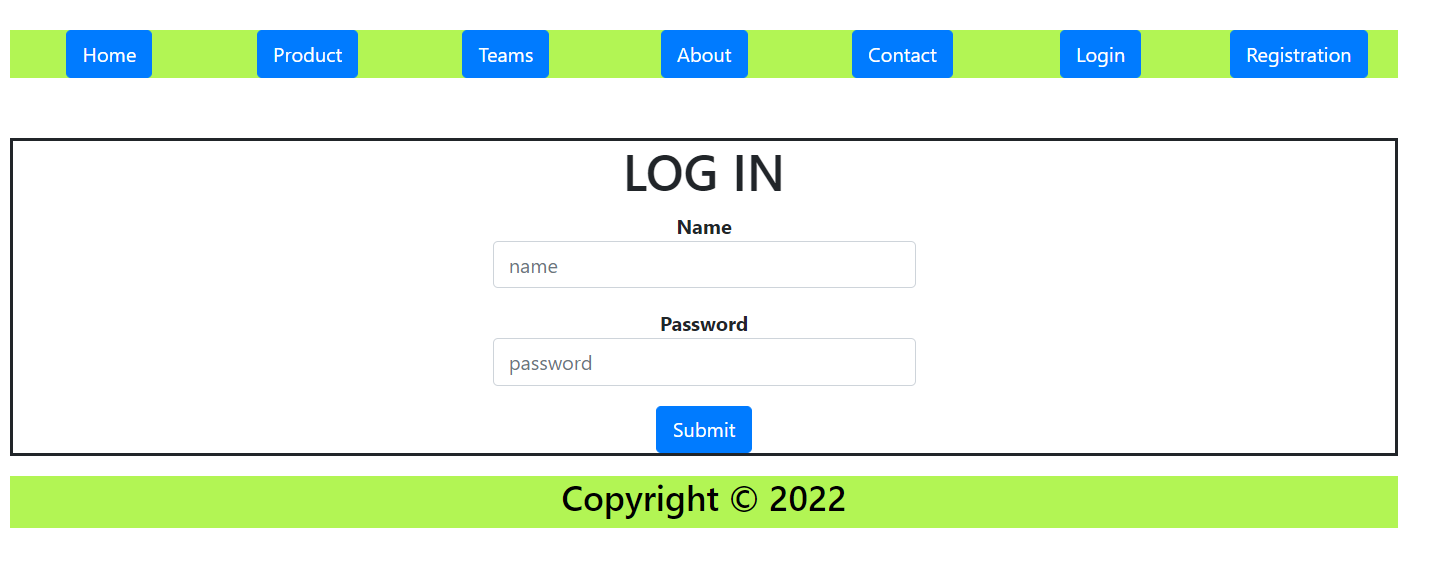 Home Product Teams About Contact Login Registration
LOG IN
Name
name
Password
password
Submit
Copyright © 2022